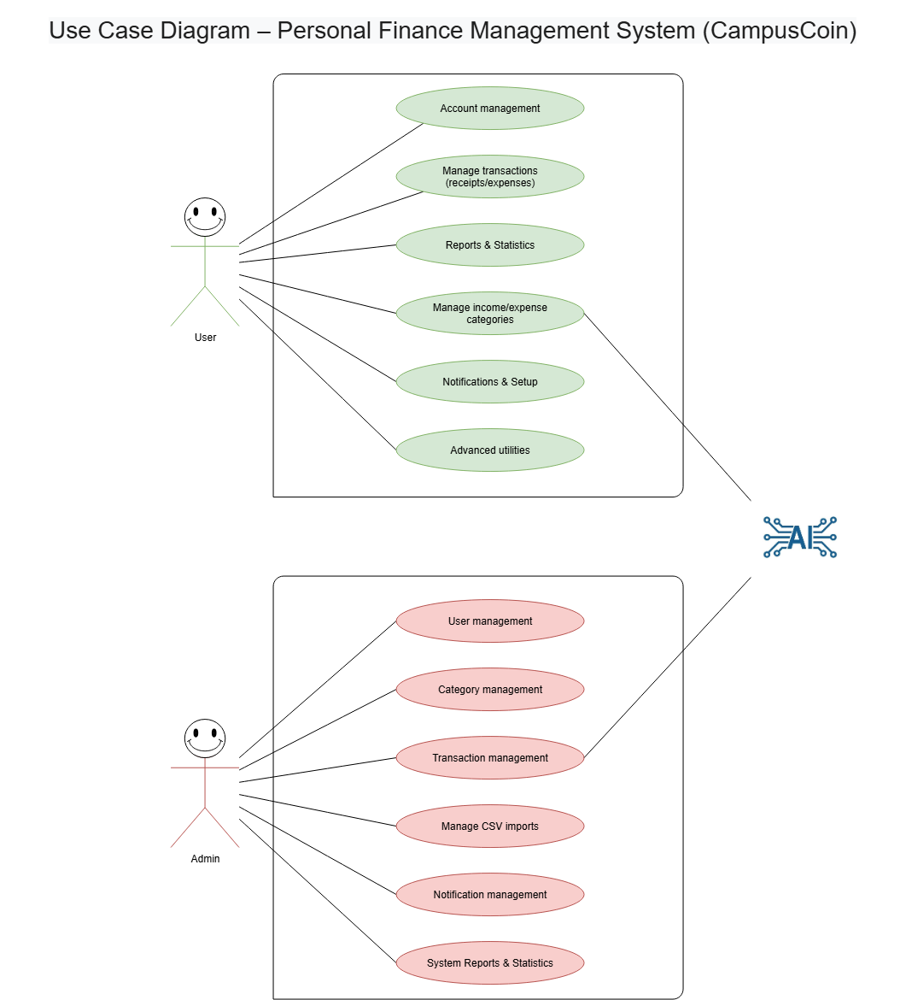 Use Case Diagram – Personal Finance Management System (CampusCoin)
Account management
Manage transactions
(receipts/expenses)
Reports & Statistics
Manage income/expense
categories
Notifications & Setup
Advanced utilities
User
AI
User management
Category management
Transaction management
Manage CSV imports
Notification management
System Reports & Statistics
Admin